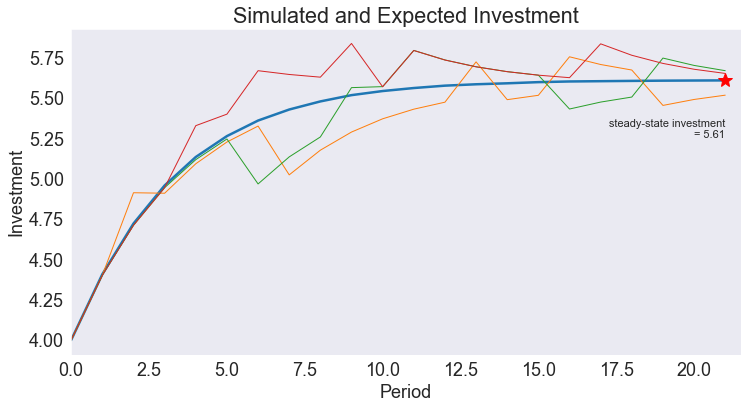 Simulated and Expected Investment
5.75
5.50
5.25
5.00
4.75
4.50
4.25
4.00
Investment
steady-state investment
= 5.61
0.0 2.5 5.0 7.5 10.0 12.5 15.0 17.5 20.0
Period